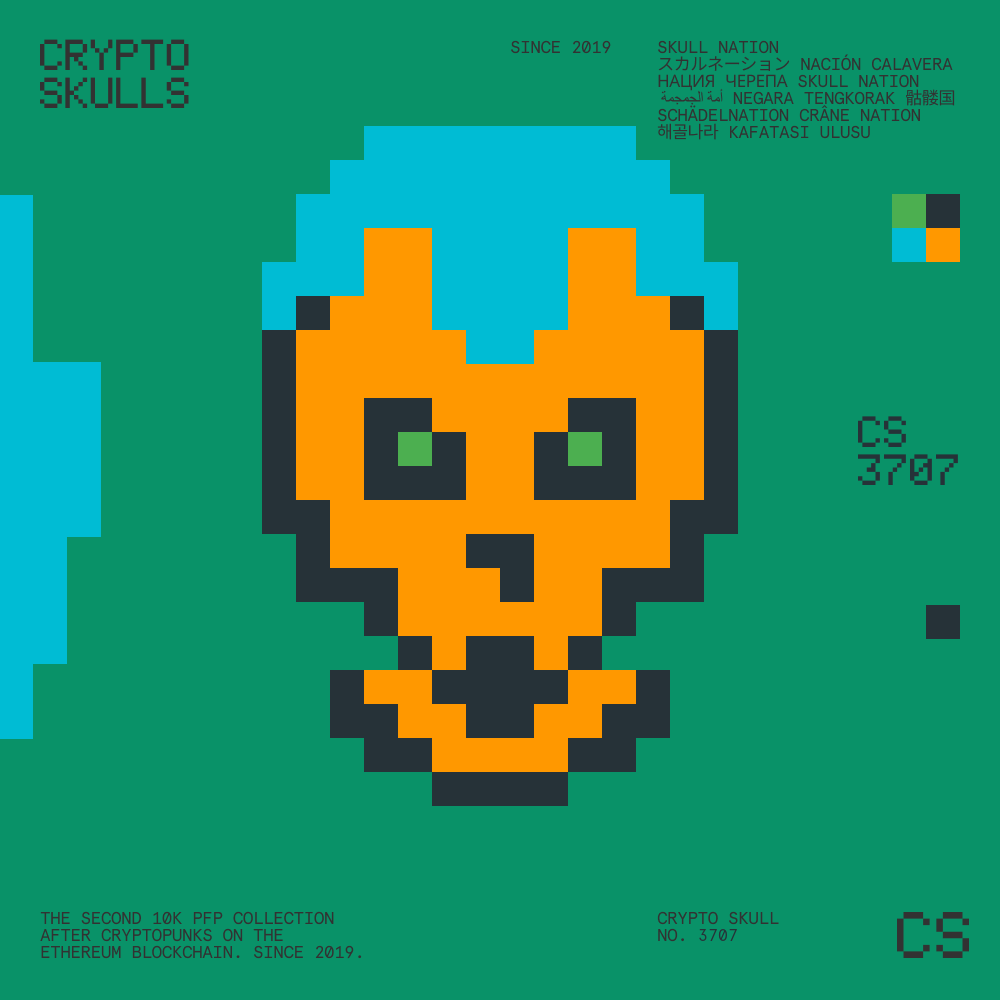 CRYPTO
SKULLS
SINCE 2019
SKULL NATION
スカルネーション NACIÓN CALAVERA
НАЦИЯ ЧЕРЕПА SKULL NATION
أمة الجمجمة NEGARA TENGKORAK 骷髅国
SCHÄDELNATION CRÂNE NATION
해골나라 KAFATASI ULUSU
CS
3707
THE SECOND 10K PFP COLLECTION
AFTER CRYPTOPUNKS ON THE
ETHEREUM BLOCKCHAIN. SINCE 2019.
CRYPTO SKULL
NO. 3707
CS